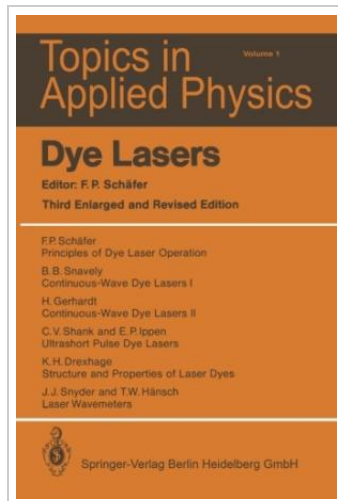 Topics in
Volume 1
Applied Physics
Dye Lasers
Editor: F. P. Schäfer
Third Enlarged and Revised Edition
F. P. Schäfer
Principles of Dye Laser Operation
B. B. Snavely
Continuous-Wave Dye Lasers I
H. Gerhardt
Continuous-Wave Dye Lasers II
C. V. Shank and E. P. Ippen
Ultrashort Pulse Dye Lasers
K. H. Drexhage
Structure and Properties of Laser Dyes
J. J. Snyder and T. W. Hänsch
Laser Wavemeters
Springer-Verlag Berlin Heidelberg GmbH